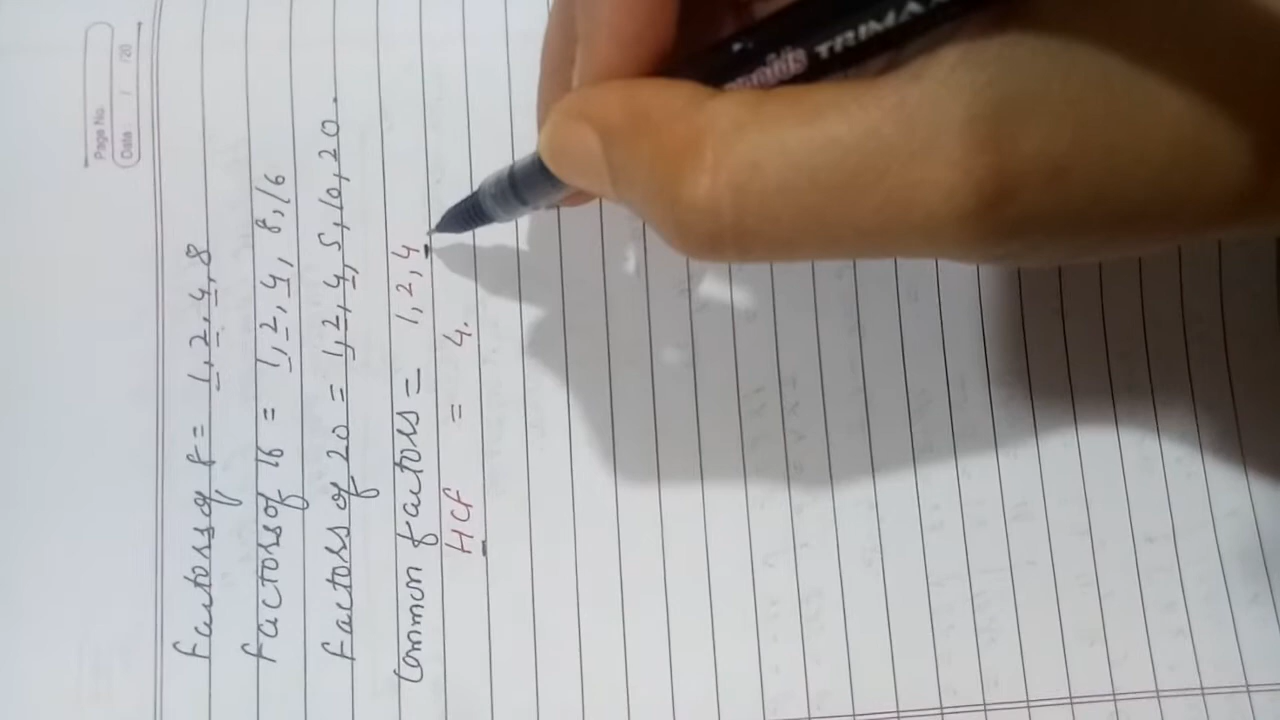 Page No.
Date / /20
factors of 8 = 1, 2, 4, 8
factors of 16 = 1, 2, 4, 8, 16
factors of 20 = 1, 2, 4, 5, 10, 20.
Common factors = 1, 2, 4
HCF = 4.
TRIMAX